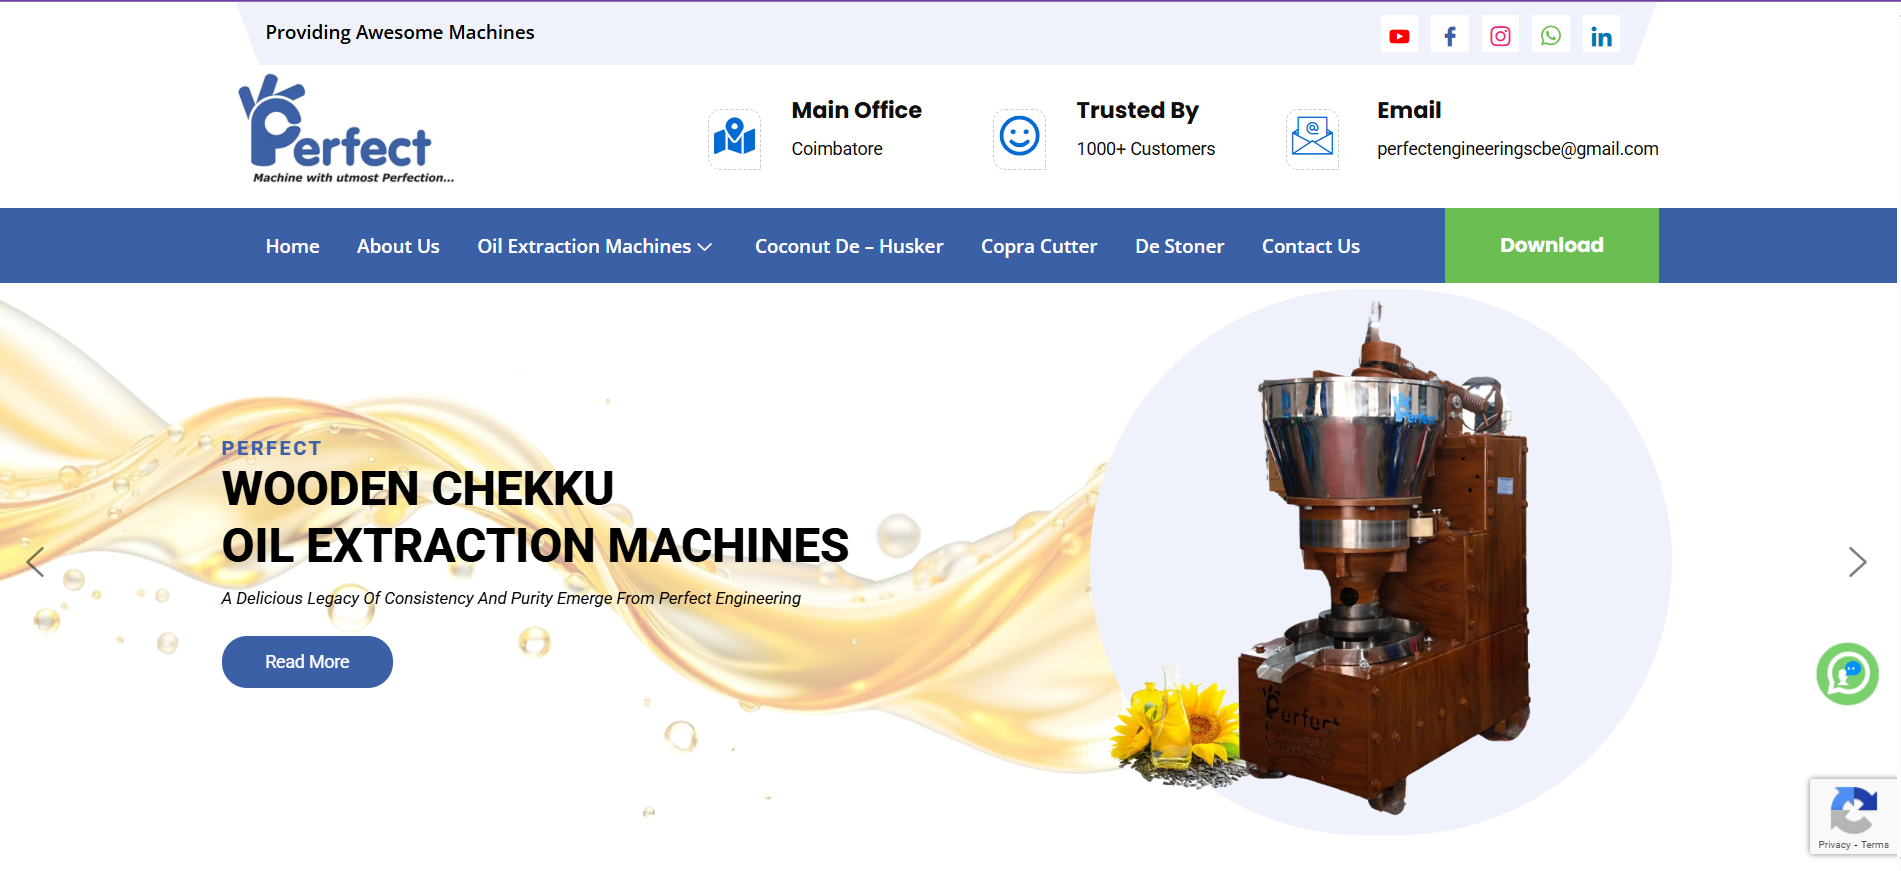 Providing Awesome Machines
Perfect
Machine with utmost Perfection...
Main Office
Coimbatore
Trusted By
1000+ Customers
Email
perfectengineeringscbe@gmail.com
Home
About Us
Oil Extraction Machines
Coconut De – Husker
Copra Cutter
De Stoner
Contact Us
Download
PERFECT
WOODEN CHEKKU
OIL EXTRACTION MACHINES
A Delicious Legacy Of Consistency And Purity Emerge From Perfect Engineering
Read More
Perfect
Perfect
Privacy - Terms